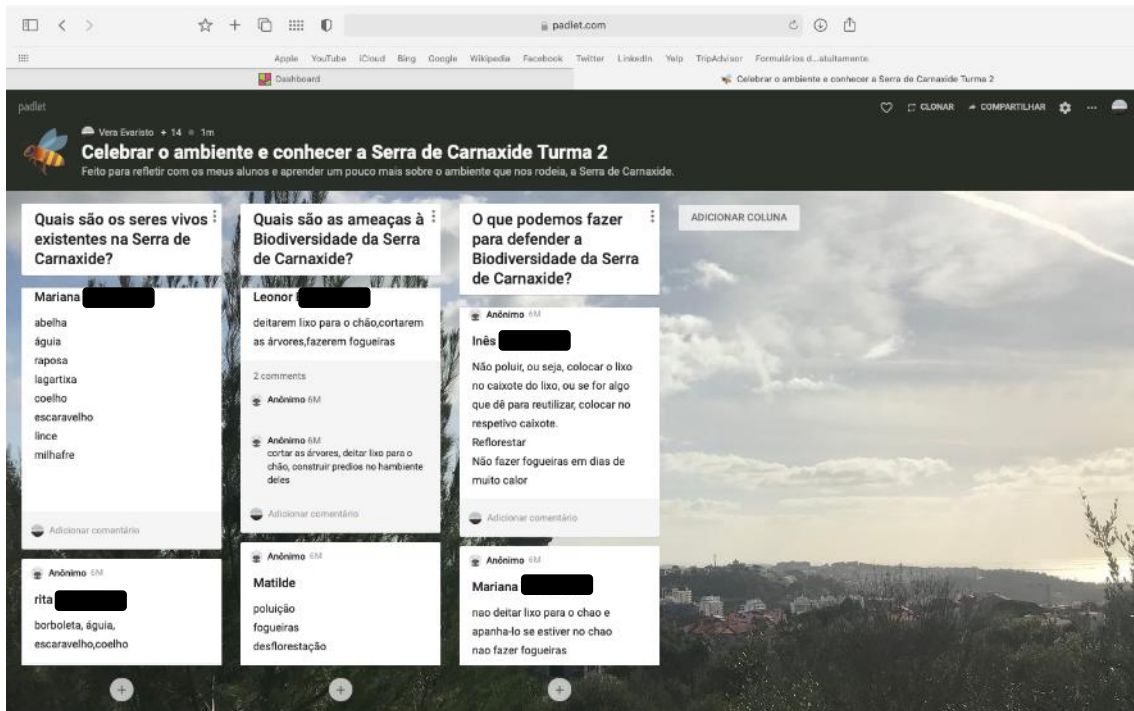 padlet.com
Apple YouTube iCloud Bing Google Wikipedia Facebook Twitter LinkedIn Yelp TripAdvisor Formulários d...atuitamente
Dashboard
Celebrar o ambiente e conhecer a Serra de Carnaxide Turma 2
padlet
CLONAR
COMPARTILHAR
Vera Evaristo + 14 1m
Celebrar o ambiente e conhecer a Serra de Carnaxide Turma 2
Feito para refletir com os meus alunos e aprender um pouco mais sobre o ambiente que nos rodeia, a Serra de Carnaxide.
Quais são os seres vivos
existentes na Serra de
Carnaxide?
Mariana
abelha
águia
raposa
lagartixa
coelho
escaravelho
lince
milhafre
Adicionar comentário
Anônimo 6M
rita
borboleta, águia,
escaravelho,coelho
Quais são as ameaças à
Biodiversidade da Serra
de Carnaxide?
Leonor
deitarem lixo para o chão,cortarem
as árvores,fazerem fogueiras
2 comments
Anônimo 6M
Anônimo 6M
cortar as árvores, deitar lixo para o
chão, construir predios no hambiente
deles
Adicionar comentário
Anônimo 6M
Matilde
poluição
fogueiras
desflorestação
O que podemos fazer
para defender a
Biodiversidade da Serra
de Carnaxide?
Anônimo 6M
Inês
Não poluir, ou seja, colocar o lixo
no caixote do lixo, ou se for algo
que dê para reutilizar, colocar no
respetivo caixote.
Reflorestar
Não fazer fogueiras em dias de
muito calor
Adicionar comentário
Anônimo 6M
Mariana
nao deitar lixo para o chao e
apanha-lo se estiver no chao
nao fazer fogueiras
ADICIONAR COLUNA